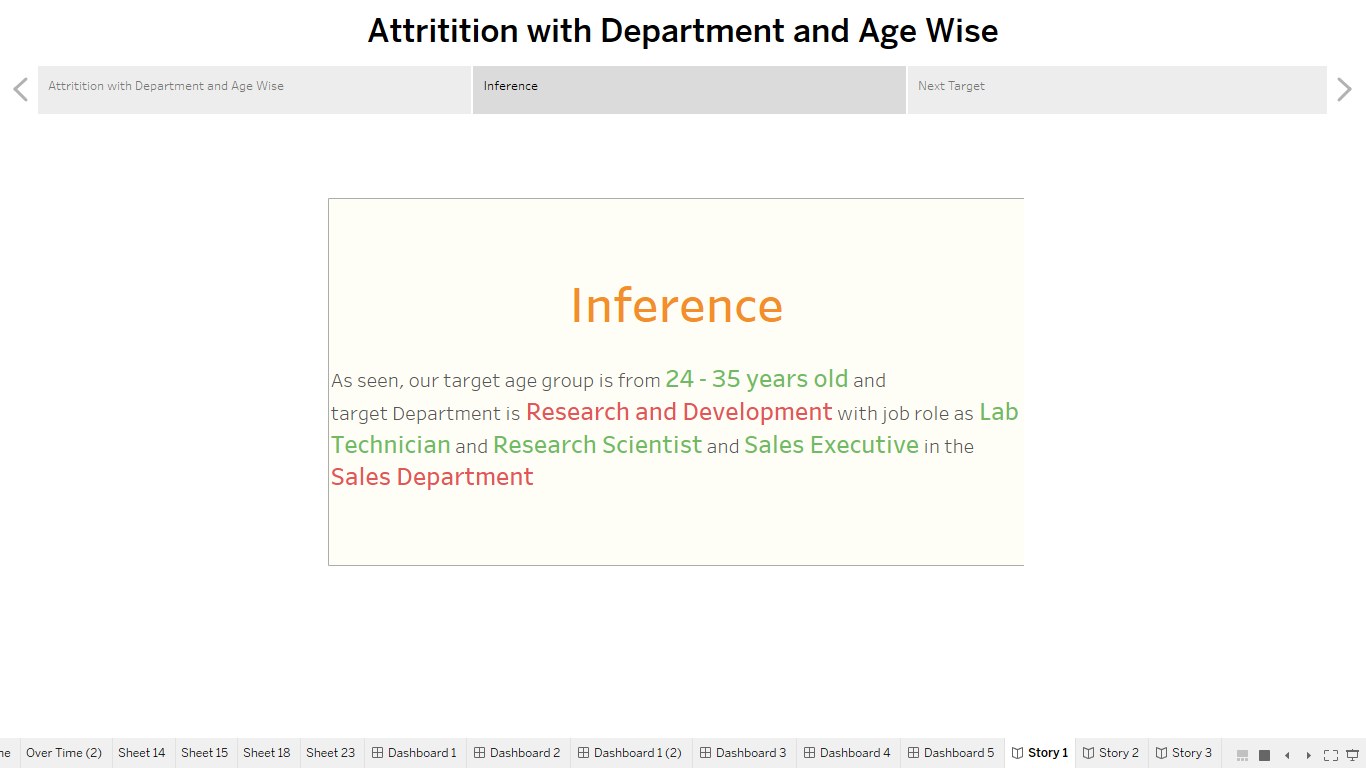 Attritition with Department and Age Wise
Attritition with Department and Age Wise
Inference
Next Target
Inference
As seen, our target age group is from 24 - 35 years old and
target Department is Research and Development with job role as Lab
Technician and Research Scientist and Sales Executive in the
Sales Department
Over Time (2)
Sheet 14
Sheet 15
Sheet 18
Sheet 23
Dashboard 1
Dashboard 2
Dashboard 1 (2)
Dashboard 3
Dashboard 4
Dashboard 5
Story 1
Story 2
Story 3